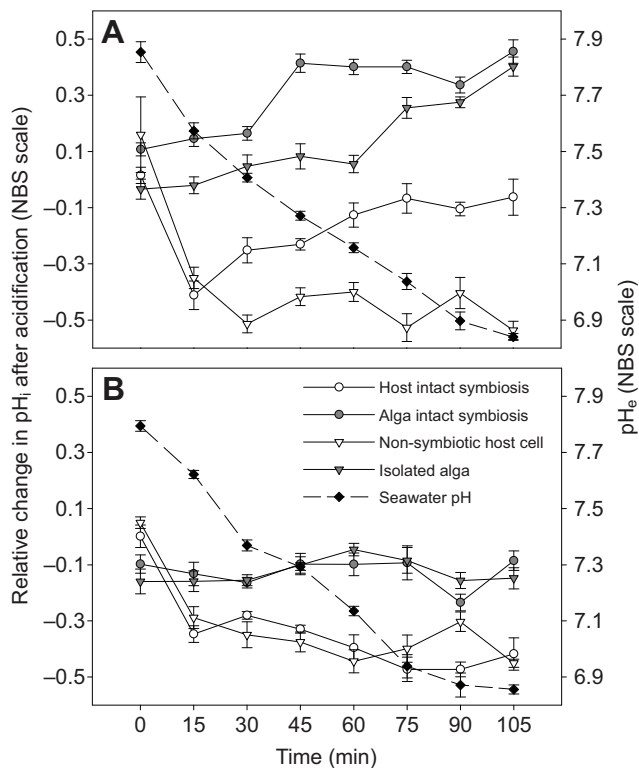 A
0.5
0.3
0.1
–0.1
–0.3
–0.5
7.9
7.7
7.5
7.3
7.1
6.9
B
0.5
0.3
0.1
–0.1
–0.3
–0.5
7.9
7.7
7.5
7.3
7.1
6.9
Host intact symbiosis
Alga intact symbiosis
Non-symbiotic host cell
Isolated alga
Seawater pH
0 15 30 45 60 75 90 105
Time (min)
Relative change in pHi after acidification (NBS scale)
pHe (NBS scale)